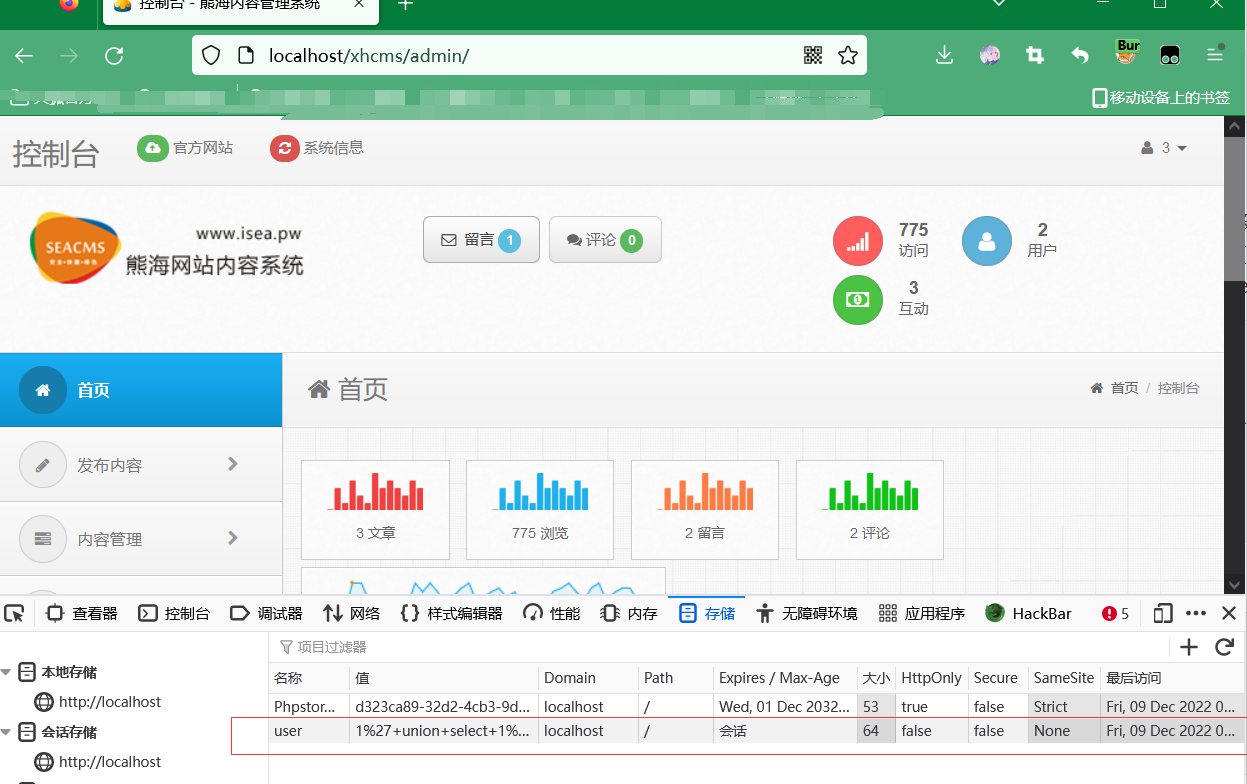 控制台 - 熊海内容管理系统
localhost/xhcms/admin/
Bur
移动设备上的书签
控制台
官方网站
系统信息
3
SEACMS
www.isea.pw
熊海网站内容系统
留言 1
评论 0
775
访问
2
用户
3
互动
首页
首页
首页 / 控制台
发布内容
内容管理
3 文章
775 浏览
2 留言
2 评论
查看器 控制台 调试器 网络 样式编辑器 性能 内存 存储 无障碍环境 应用程序 HackBar 5
项目过滤器
本地存储
http://localhost
会话存储
http://localhost
名称 值 Domain Path Expires / Max-Age 大小 HttpOnly Secure SameSite 最后访问
Phpstor... d323ca89-32d2-4cb3-9d... localhost / Wed, 01 Dec 2032... 53 true false Strict Fri, 09 Dec 2022 0...
user 1%27+union+select+1%... localhost / 会话 64 false false None Fri, 09 Dec 2022 0...